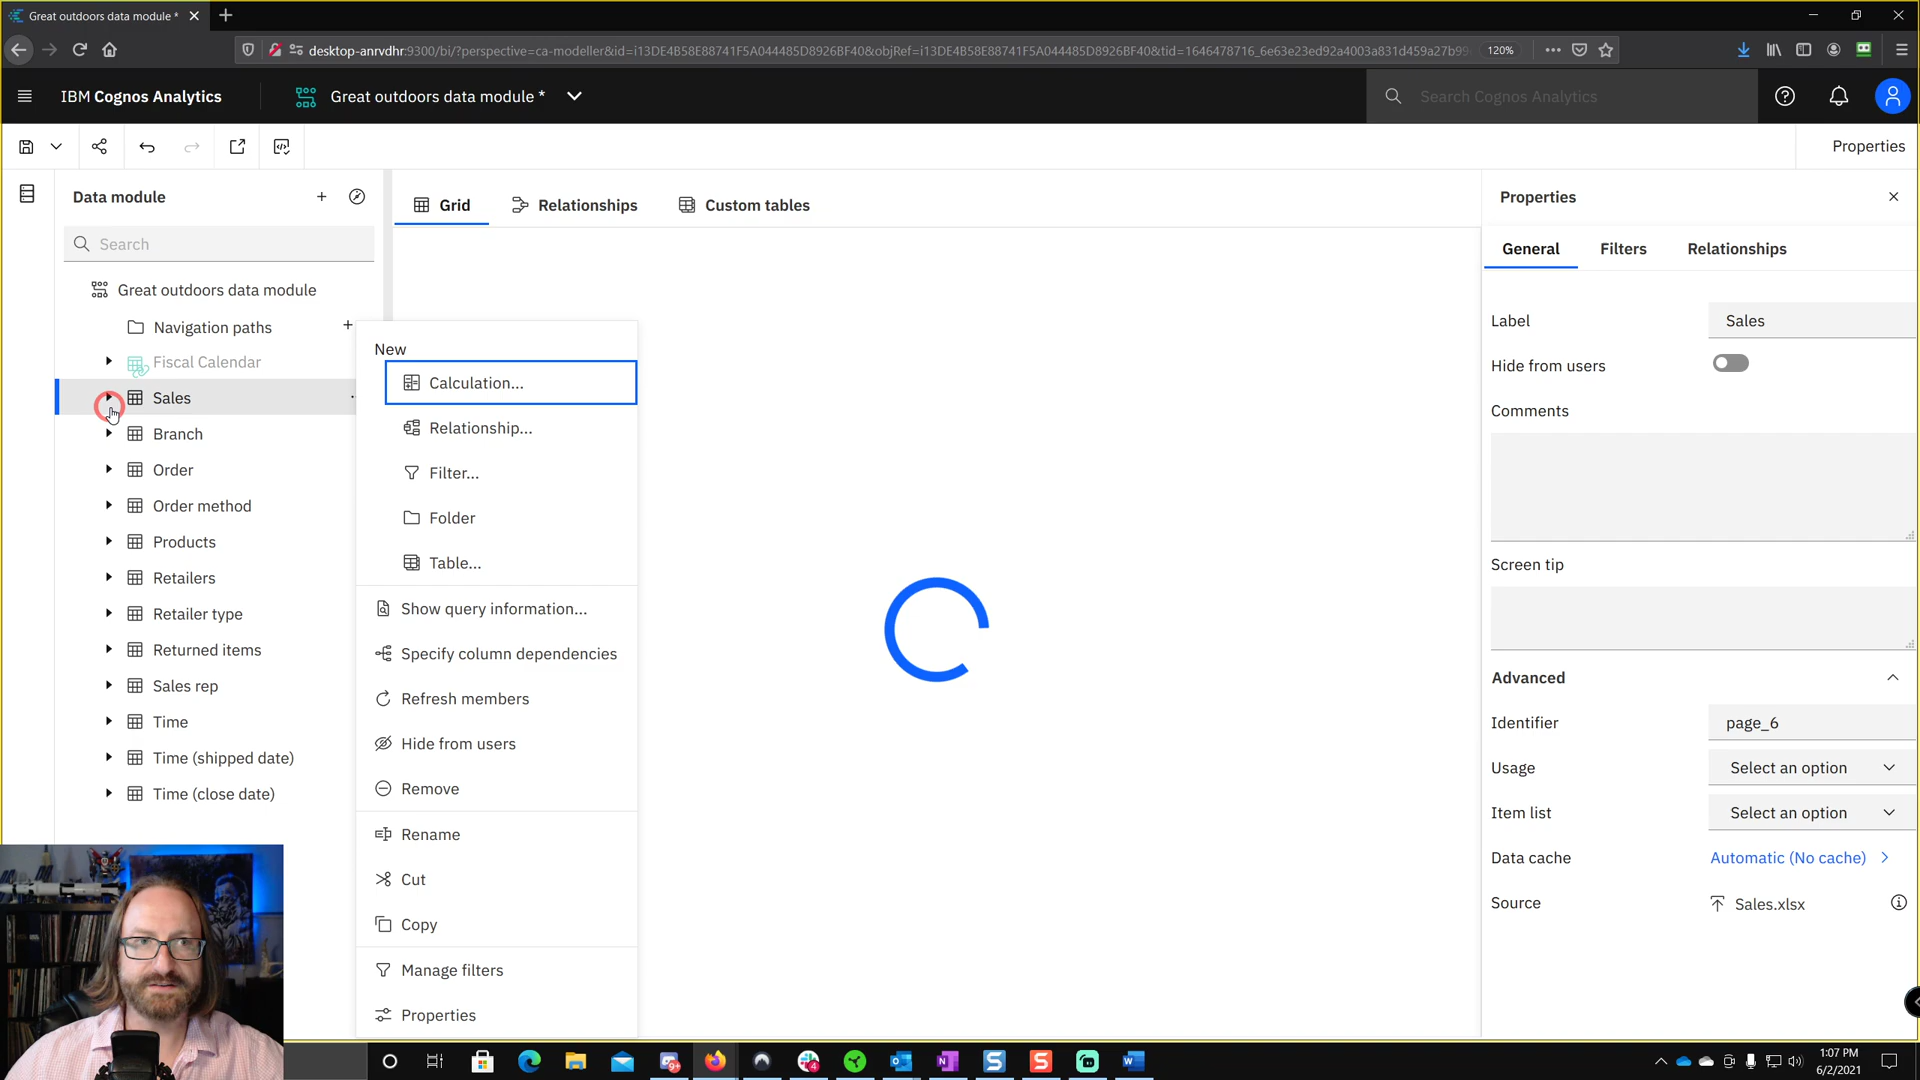 Great outdoors data module *
desktop-anrvdhr:9300/bi/?perspective=ca-modeller&id=i13DE4B58E88741F5A044485D8926BF40&objRef=i13DE4B58E88741F5A044485D8926BF40&tid=1646478716_6e63e23ed92a4003a831d459a27b99
120%
IBM Cognos Analytics
Great outdoors data module *
Search Cognos Analytics
Properties
Data module
Search
Great outdoors data module
Navigation paths
Fiscal Calendar
Sales
Branch
Order
Order method
Products
Retailers
Retailer type
Returned items
Sales rep
Time
Time (shipped date)
Time (close date)
New
Calculation...
Relationship...
Filter...
Folder
Table...
Show query information...
Specify column dependencies
Refresh members
Hide from users
Remove
Rename
Cut
Copy
Manage filters
Properties
Grid
Relationships
Custom tables
Properties
General
Filters
Relationships
Label
Sales
Hide from users
Comments
Screen tip
Advanced
Identifier
page_6
Usage
Select an option
Item list
Select an option
Data cache
Automatic (No cache)
Source
Sales.xlsx
1:07 PM
6/2/2021